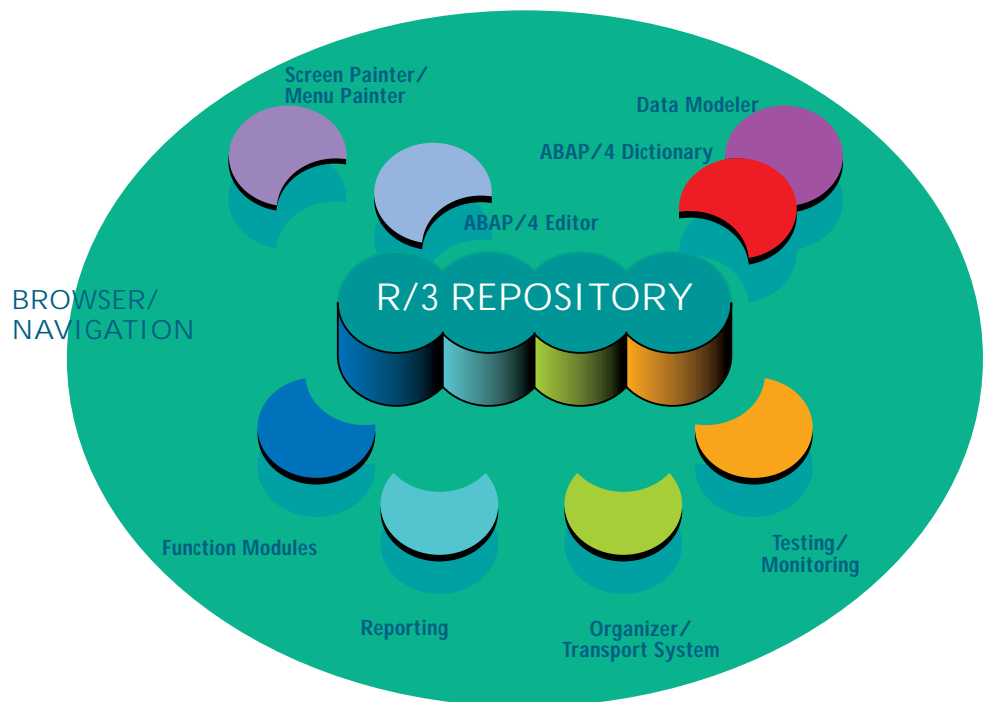 Screen Painter/
Menu Painter
Data Modeler
ABAP/4 Dictionary
ABAP/4 Editor
BROWSER/
NAVIGATION
R/3 REPOSITORY
Function Modules
Testing/
Monitoring
Reporting
Organizer/
Transport System